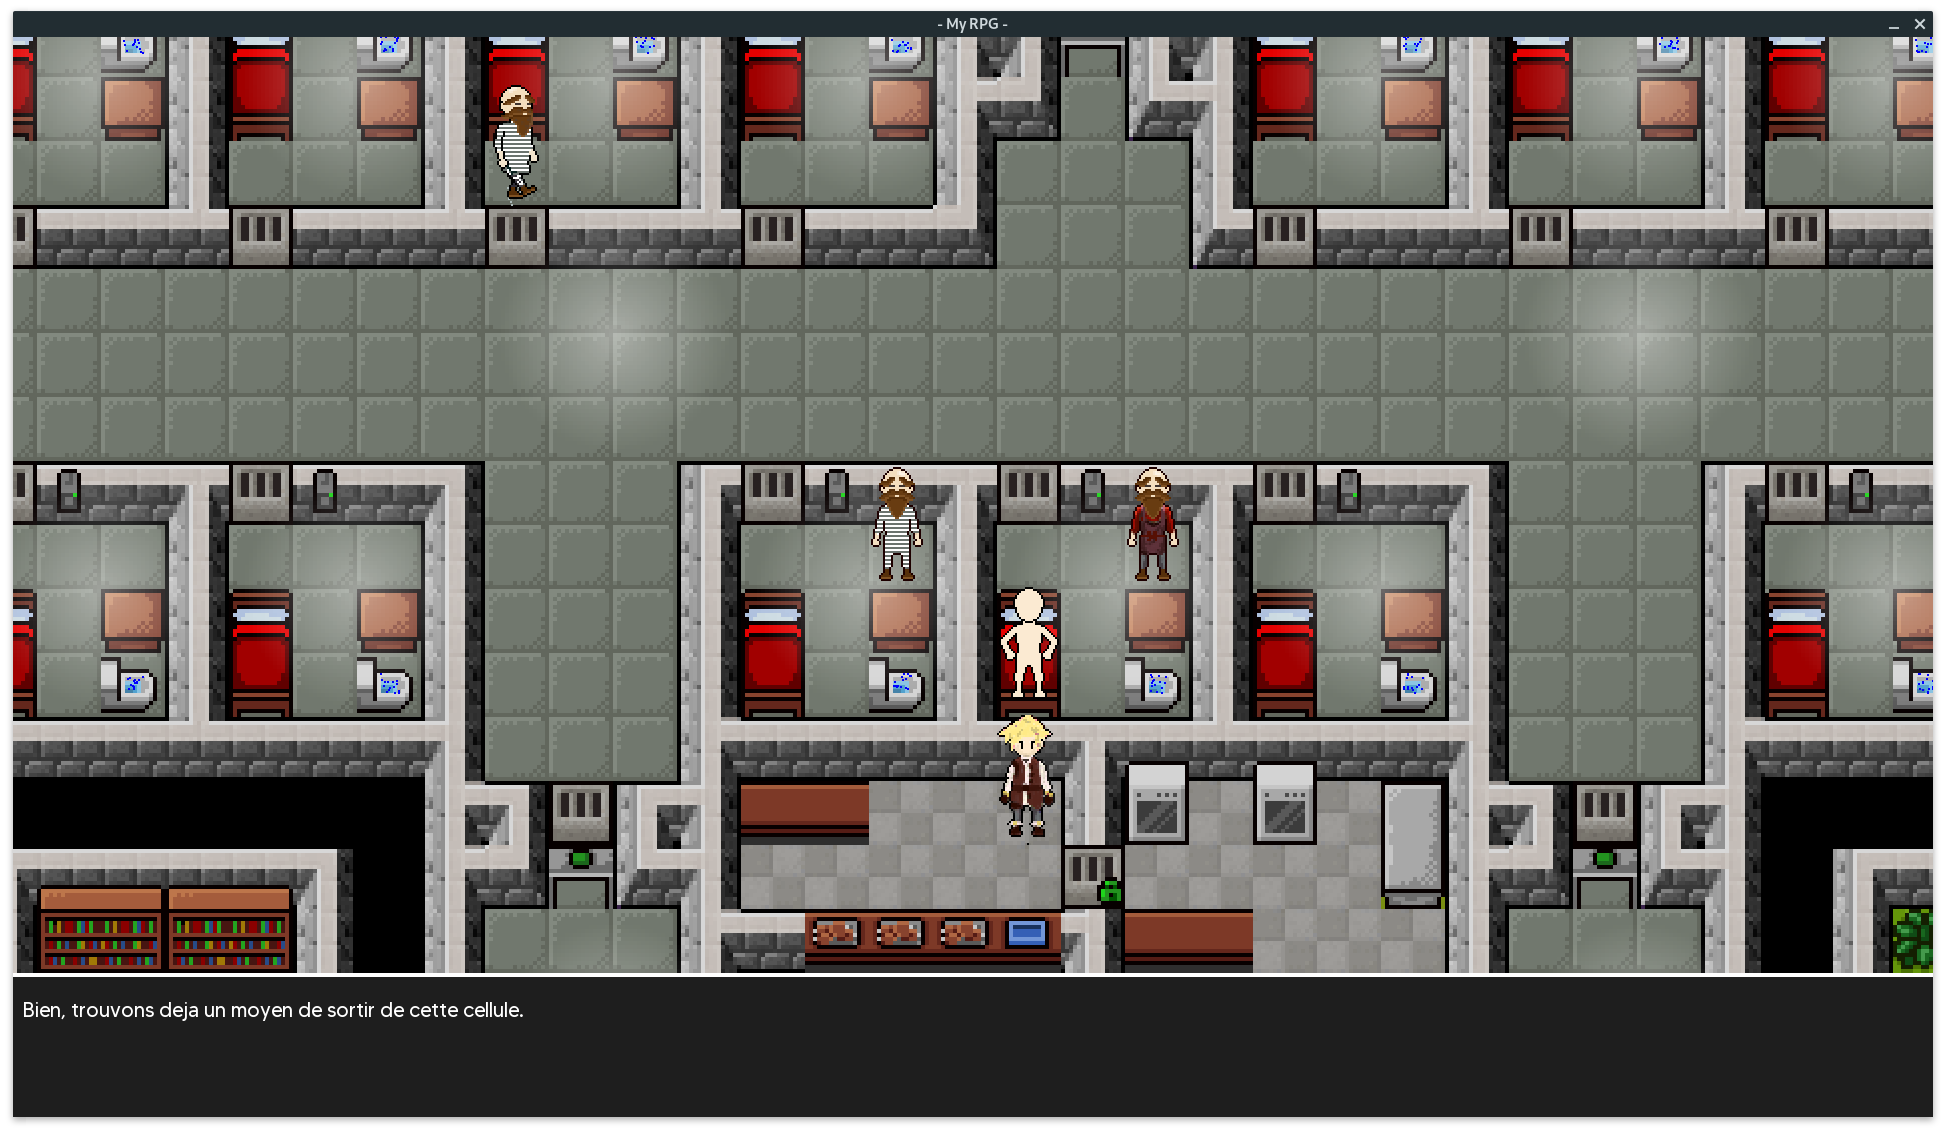 - My RPG -
Bien, trouvons deja un moyen de sortir de cette cellule.